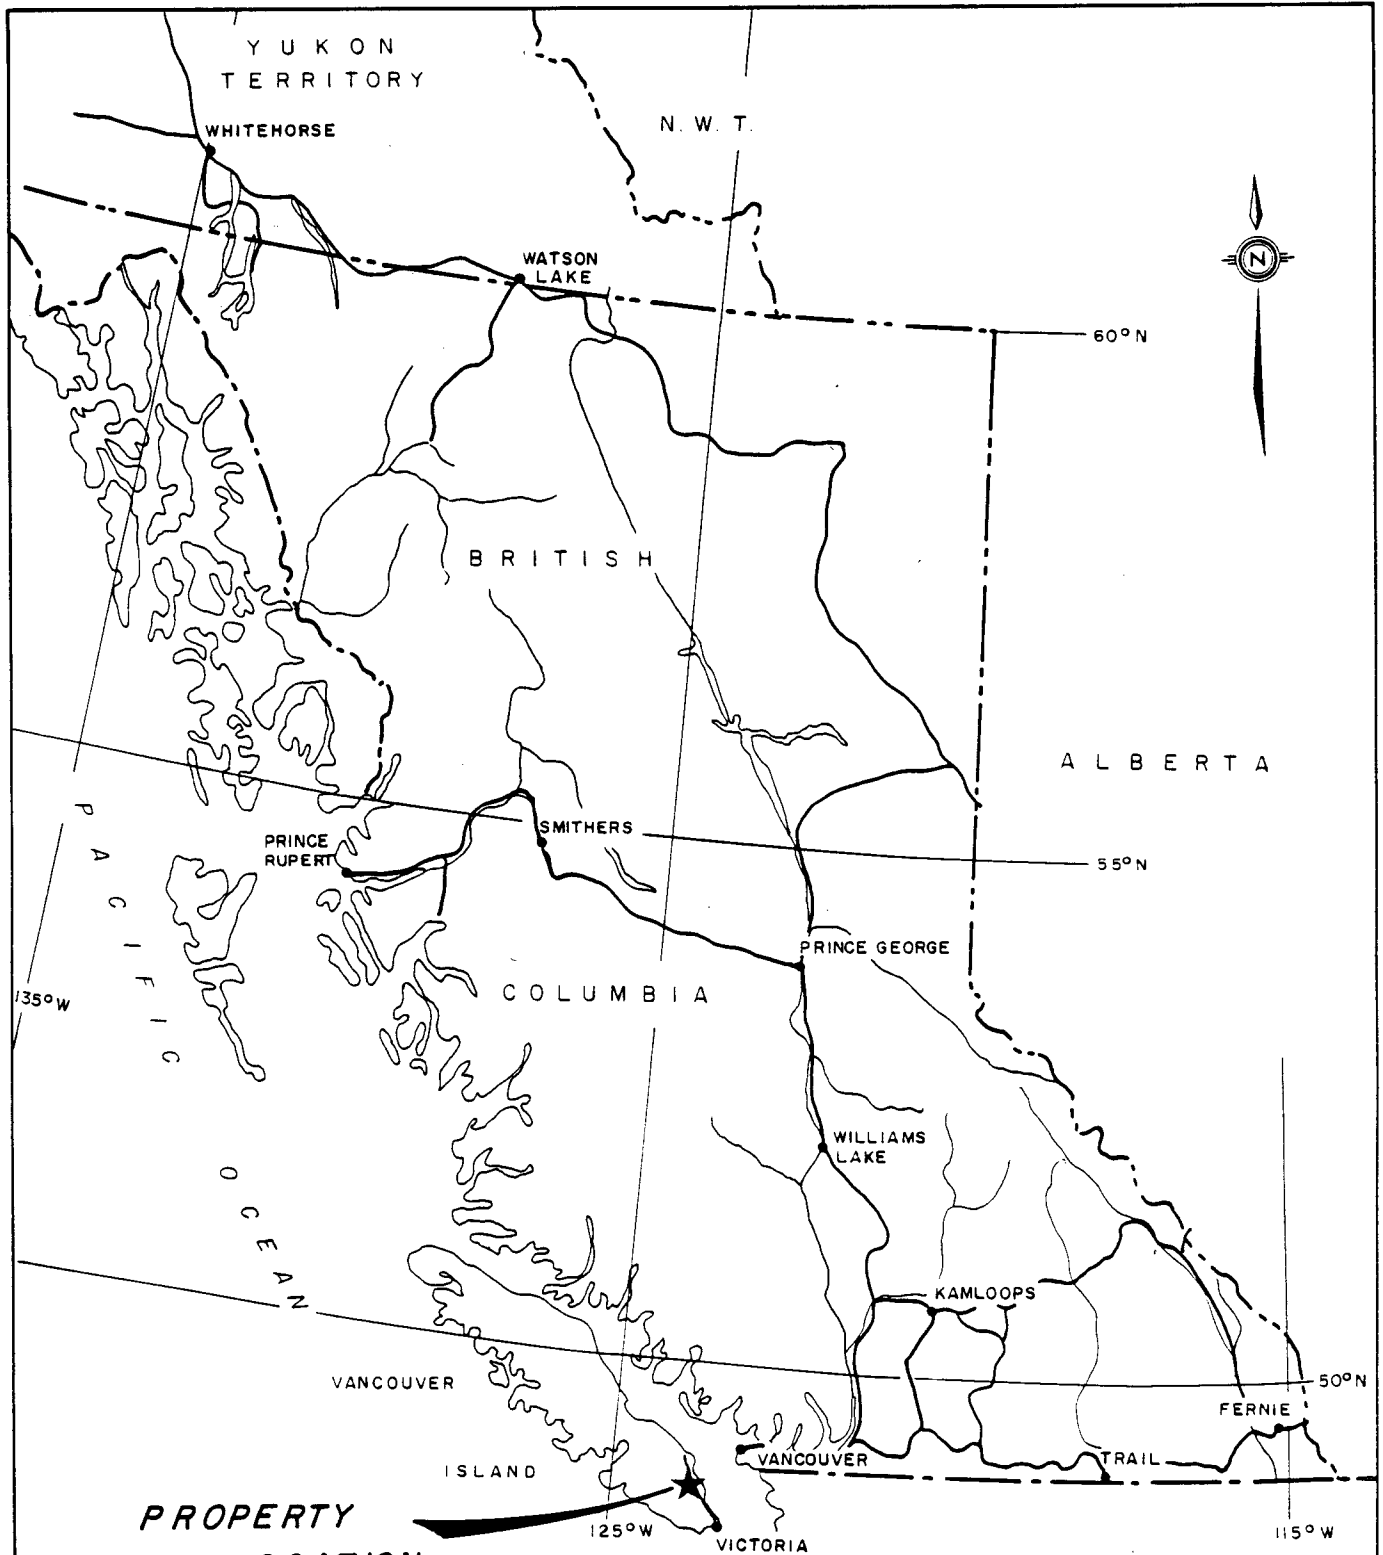 YUKON
TERRITORY
N. W. T.
WHITEHORSE
N
WATSON
LAKE
60°N
BRITISH
ALBERTA
PACIFIC
OCEAN
SMITHERS
PRINCE
RUPERT
55°N
PRINCE GEORGE
COLUMBIA
135°W
WILLIAMS
LAKE
KAMLOOPS
VANCOUVER
ISLAND
50°N
FERNIE
VANCOUVER
TRAIL
PROPERTY
125°W
115°W
VICTORIA